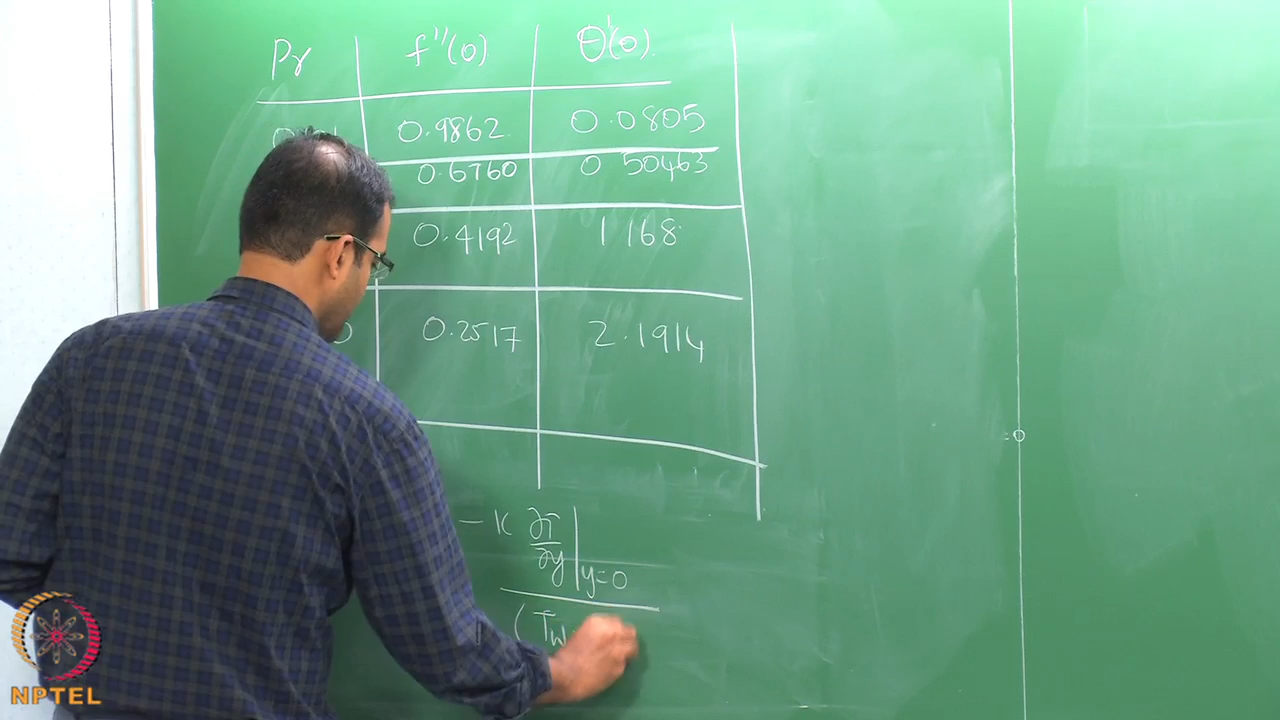 Pr f''(0) θ'(0).
0.9862 0.0805
0.6760 0 50463
0.4192 1 168
0.2517 2.1914
-K ∂T/∂y |y=0
(Tw
NPTEL